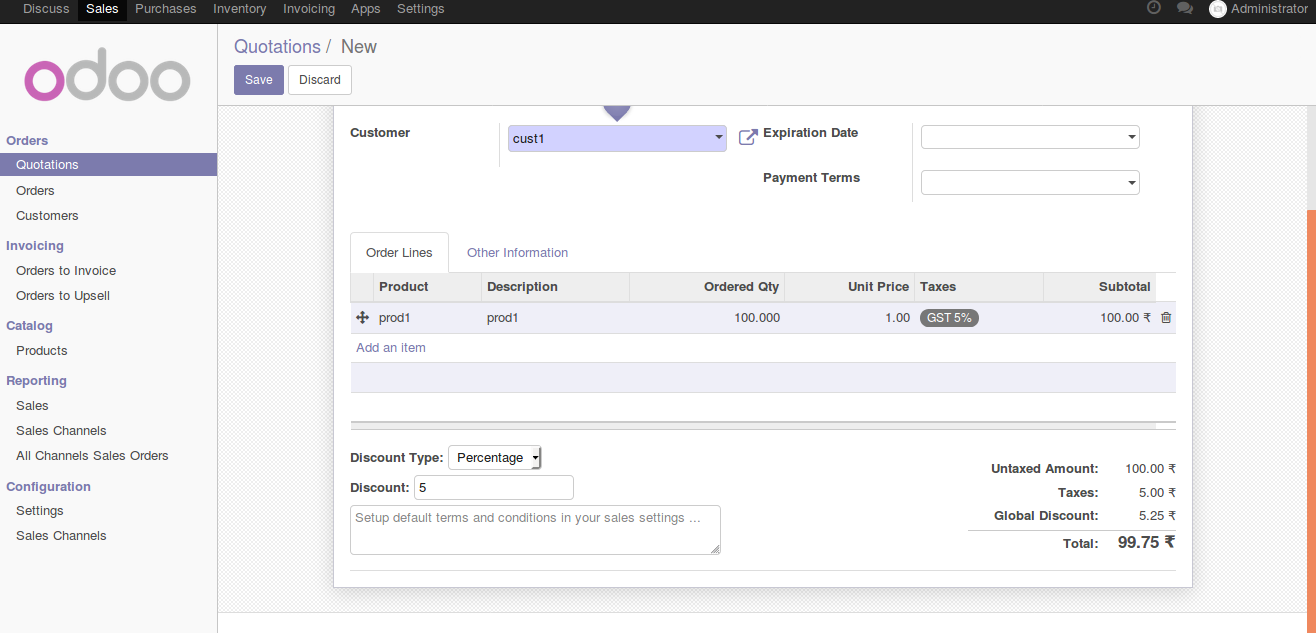 Discuss Sales Purchases Inventory Invoicing Apps Settings Administrator
odoo
Quotations / New
Save Discard
Orders
Quotations
Orders
Customers
Invoicing
Orders to Invoice
Orders to Upsell
Catalog
Products
Reporting
Sales
Sales Channels
All Channels Sales Orders
Configuration
Settings
Sales Channels
Customer cust1 Expiration Date
Payment Terms
Order Lines Other Information
Product Description Ordered Qty Unit Price Taxes Subtotal
prod1 prod1 100.000 1.00 GST 5% 100.00 ₹
Add an item
Discount Type: Percentage
Discount: 5
Setup default terms and conditions in your sales settings ...
Untaxed Amount: 100.00 ₹
Taxes: 5.00 ₹
Global Discount: 5.25 ₹
Total: 99.75 ₹